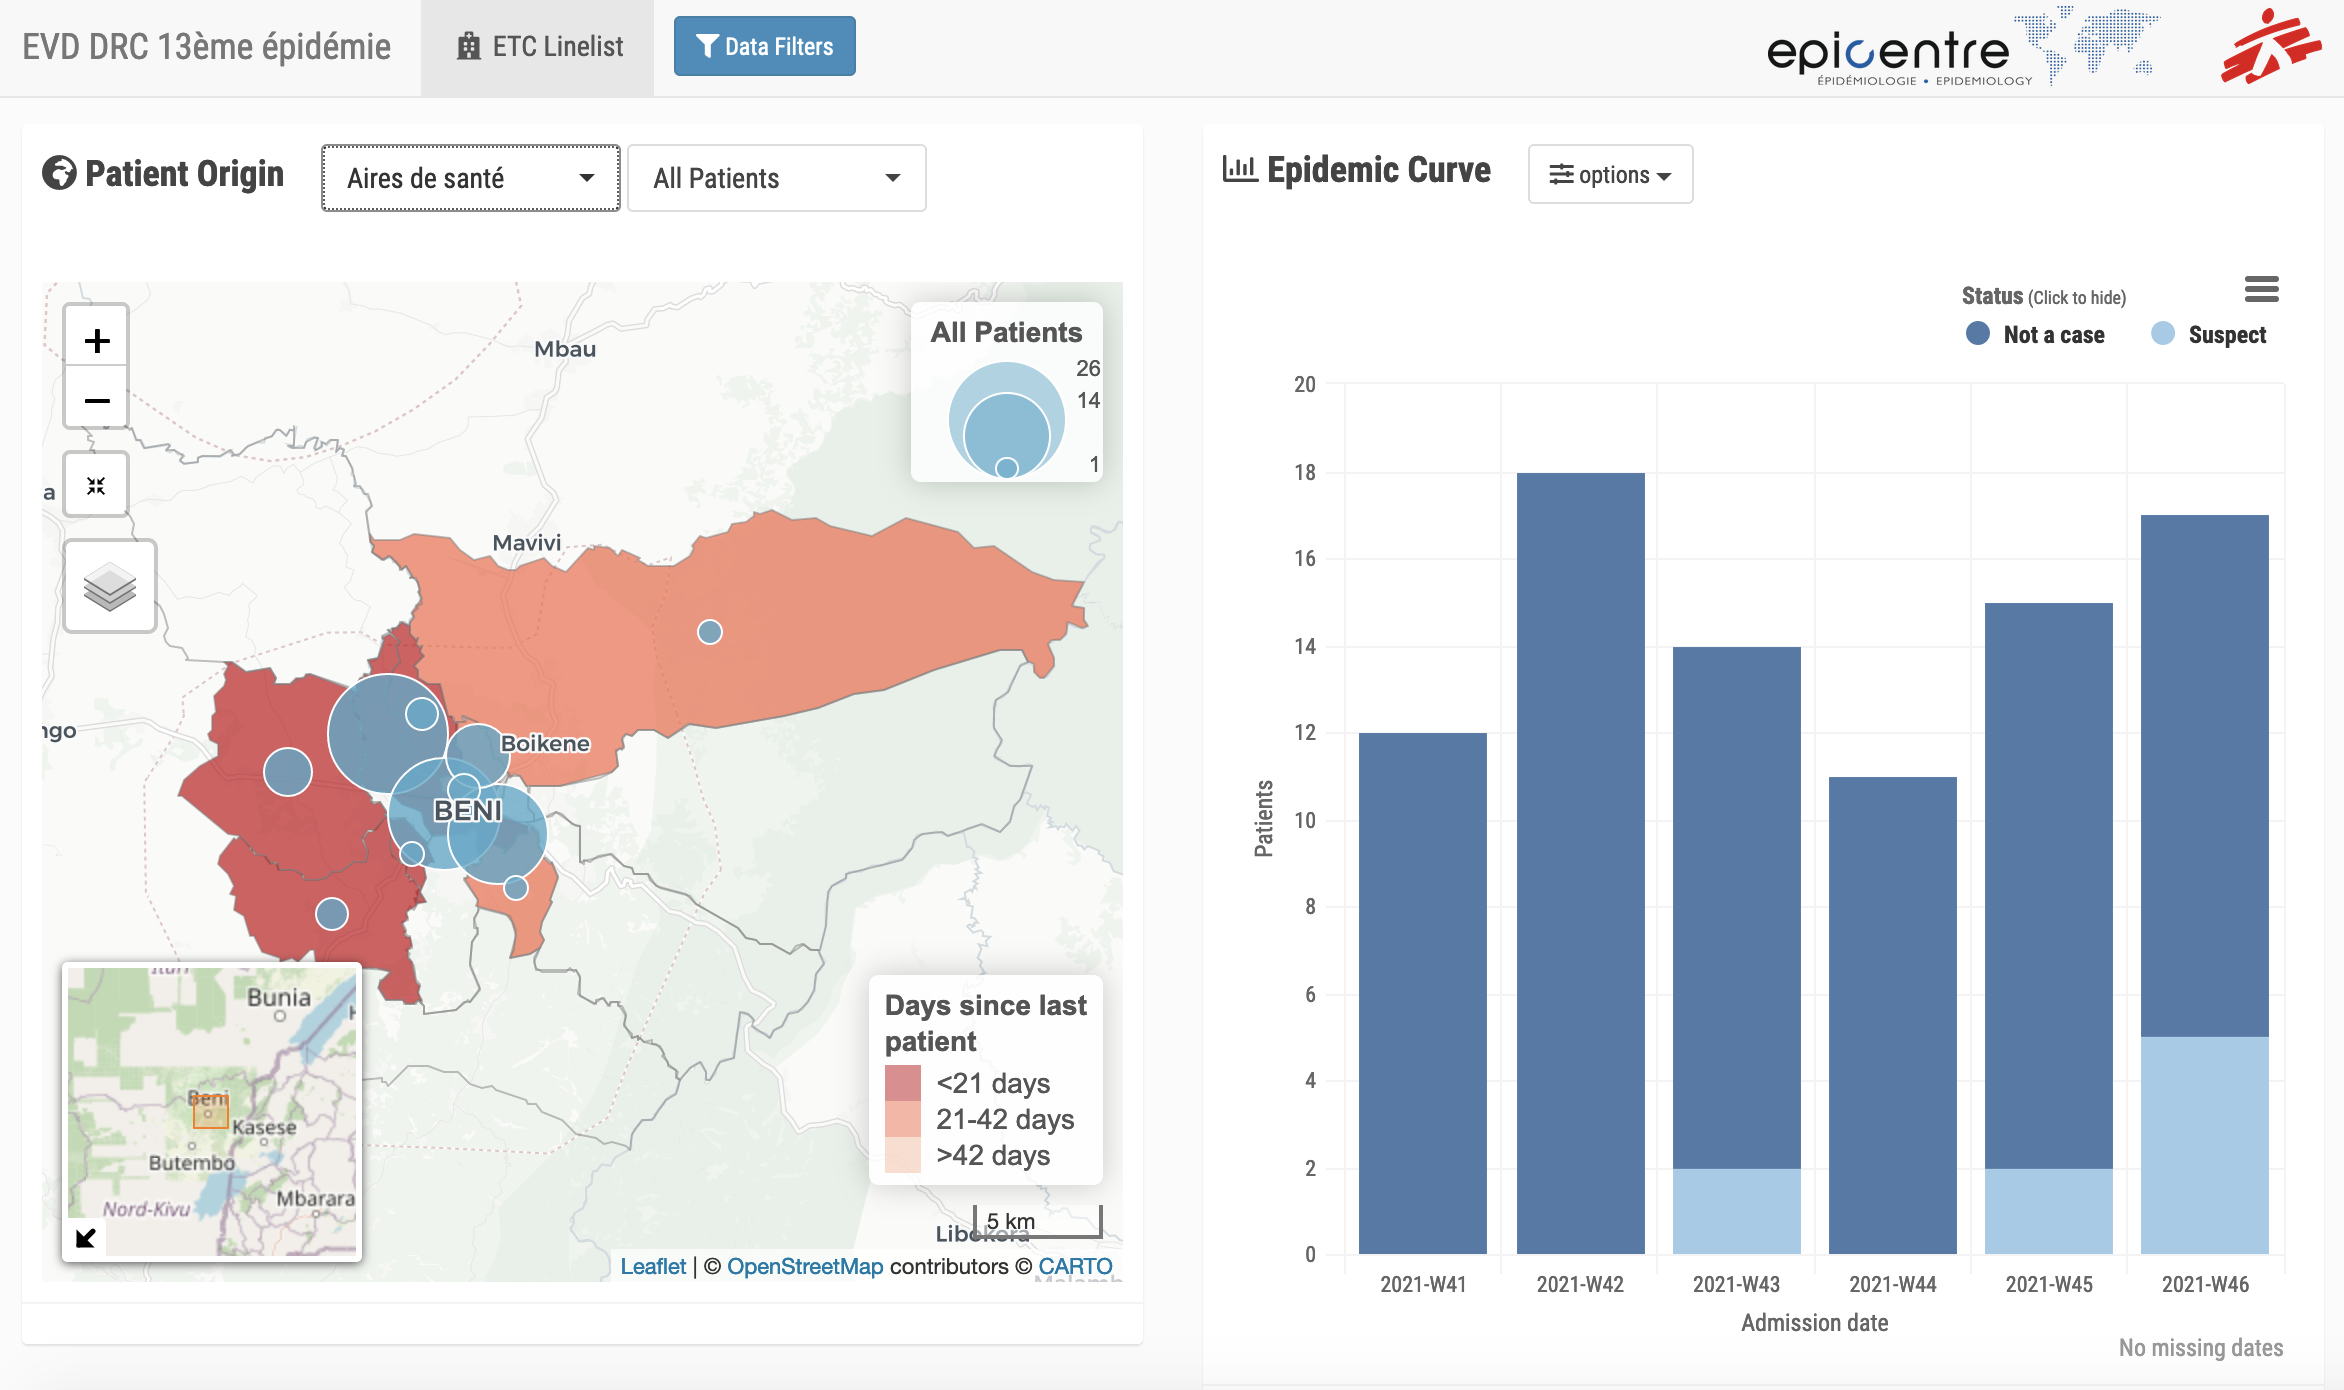 EVD DRC 13ème épidémie
ETC Linelist
Data Filters
epicentre
ÉPIDÉMIOLOGIE • EPIDEMIOLOGY
Patient Origin
Aires de santé
All Patients
Epidemic Curve
options
+
−
Mbau
Mavivi
a
ngo
Boikene
BENI
All Patients
26
14
1
Days since last
patient
<21 days
21-42 days
>42 days
5 km
Libokora
Leaflet | © OpenStreetMap contributors © CARTO
Bunia
Beni
Kasese
Butembo
Nord-Kivu
Mbarara
Status (Click to hide)
Not a case
Suspect
20
18
16
14
12
10
8
6
4
2
0
Patients
2021-W41
2021-W42
2021-W43
2021-W44
2021-W45
2021-W46
Admission date
No missing dates